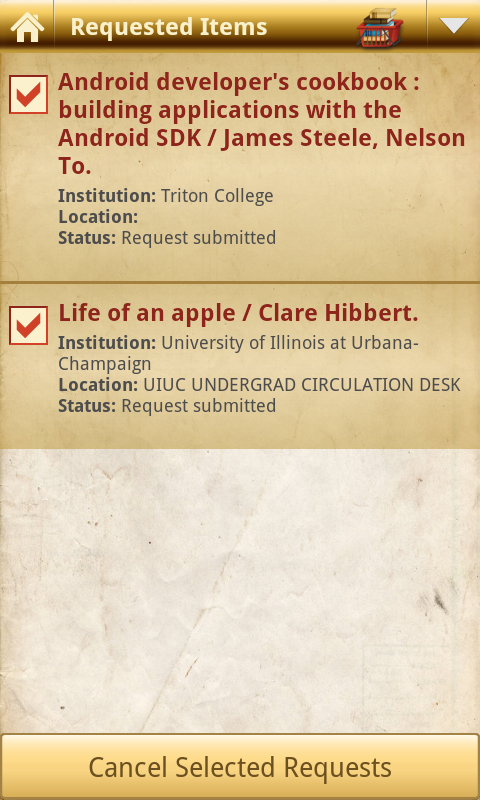 Requested Items
Android developer's cookbook :
building applications with the
Android SDK / James Steele, Nelson
To.
Institution: Triton College
Location:
Status: Request submitted
Life of an apple / Clare Hibbert.
Institution: University of Illinois at Urbana-
Champaign
Location: UIUC UNDERGRAD CIRCULATION DESK
Status: Request submitted
Cancel Selected Requests